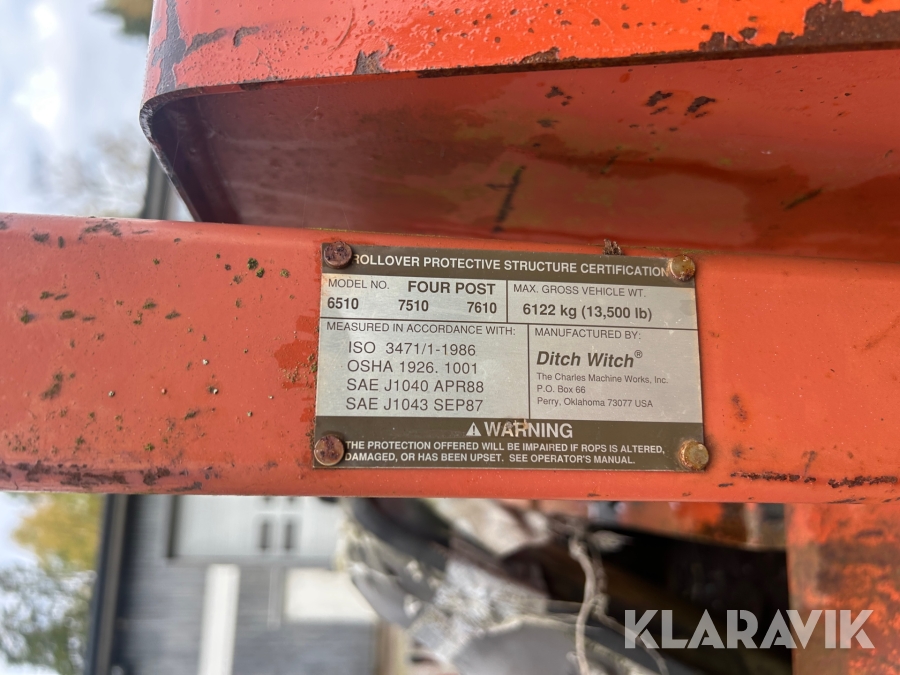 ROLLOVER PROTECTIVE STRUCTURE CERTIFICATION
MODEL NO. FOUR POST
6510 7510 7610
MAX. GROSS VEHICLE WT.
6122 kg (13,500 lb)
MEASURED IN ACCORDANCE WITH:
ISO 3471/1-1986
OSHA 1926. 1001
SAE J1040 APR88
SAE J1043 SEP87
MANUFACTURED BY:
Ditch Witch®
The Charles Machine Works, Inc.
P.O. Box 66
Perry, Oklahoma 73077 USA
⚠WARNING
THE PROTECTION OFFERED WILL BE IMPAIRED IF ROPS IS ALTERED,
DAMAGED, OR HAS BEEN UPSET. SEE OPERATOR'S MANUAL.
KLARAVIK